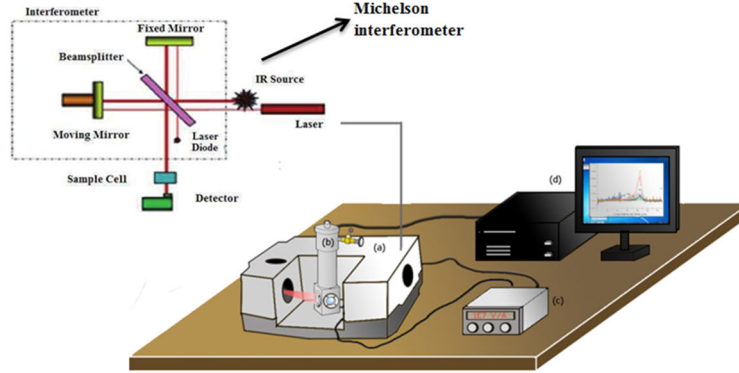 Michelson
interferometer
Interferometer
Fixed Mirror
Beamsplitter
IR Source
Moving Mirror
Laser
Diode
Laser
Sample Cell
Detector
(a)
(b)
(c)
(d)